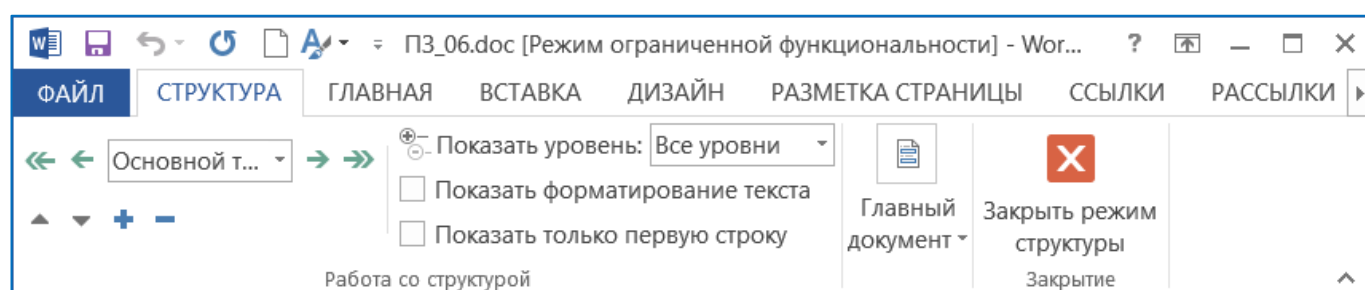 ПЗ_06.doc [Режим ограниченной функциональности] - Wor... ?
ФАЙЛ СТРУКТУРА ГЛАВНАЯ ВСТАВКА ДИЗАЙН РАЗМЕТКА СТРАНИЦЫ ССЫЛКИ РАССЫЛКИ
Основной т... Показать уровень: Все уровни
Показать форматирование текста
Показать только первую строку
Работа со структурой
Главный
документ
Закрыть режим
структуры
Закрытие